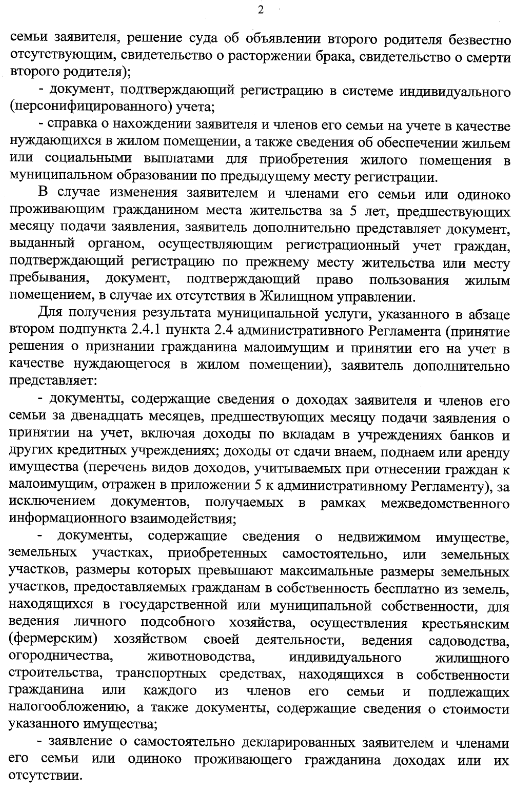 2
семьи заявителя, решение суда об объявлении второго родителя безвестно
отсутствующим, свидетельство о расторжении брака, свидетельство о смерти
второго родителя);
- документ, подтверждающий регистрацию в системе индивидуального
(персонифицированного) учета;
- справка о нахождении заявителя и членов его семьи на учете в качестве
нуждающихся в жилом помещении, а также сведения об обеспечении жильем
или социальными выплатами для приобретения жилого помещения в
муниципальном образовании по предыдущему месту регистрации.
В случае изменения заявителем и членами его семьи или одиноко
проживающим гражданином места жительства за 5 лет, предшествующих
месяцу подачи заявления, заявитель дополнительно представляет документ,
выданный органом, осуществляющим регистрационный учет граждан,
подтверждающий регистрацию по прежнему месту жительства или месту
пребывания, документ, подтверждающий право пользования жилым
помещением, в случае их отсутствия в Жилищном управлении.
Для получения результата муниципальной услуги, указанного в абзаце
втором подпункта 2.4.1 пункта 2.4 административного Регламента (принятие
решения о признании гражданина малоимущим и принятии его на учет в
качестве нуждающегося в жилом помещении), заявитель дополнительно
представляет:
- документы, содержащие сведения о доходах заявителя и членов его
семьи за двенадцать месяцев, предшествующих месяцу подачи заявления о
принятии на учет, включая доходы по вкладам в учреждениях банков и
других кредитных учреждениях; доходы от сдачи внаем, поднаем или аренду
имущества (перечень видов доходов, учитываемых при отнесении граждан к
малоимущим, отражен в приложении 5 к административному Регламенту), за
исключением документов, получаемых в рамках межведомственного
информационного взаимодействия;
- документы, содержащие сведения о недвижимом имуществе,
земельных участках, приобретенных самостоятельно, или земельных
участков, размеры которых превышают максимальные размеры земельных
участков, предоставляемых гражданам в собственность бесплатно из земель,
находящихся в государственной или муниципальной собственности, для
ведения личного подсобного хозяйства, осуществления крестьянским
(фермерским) хозяйством своей деятельности, ведения садоводства,
огородничества, животноводства, индивидуального жилищного
строительства, транспортных средствах, находящихся в собственности
гражданина или каждого из членов его семьи и подлежащих
налогообложению, а также документы, содержащие сведения о стоимости
указанного имущества;
- заявление о самостоятельно декларированных заявителем и членами
его семьи или одиноко проживающего гражданина доходах или их
отсутствии.